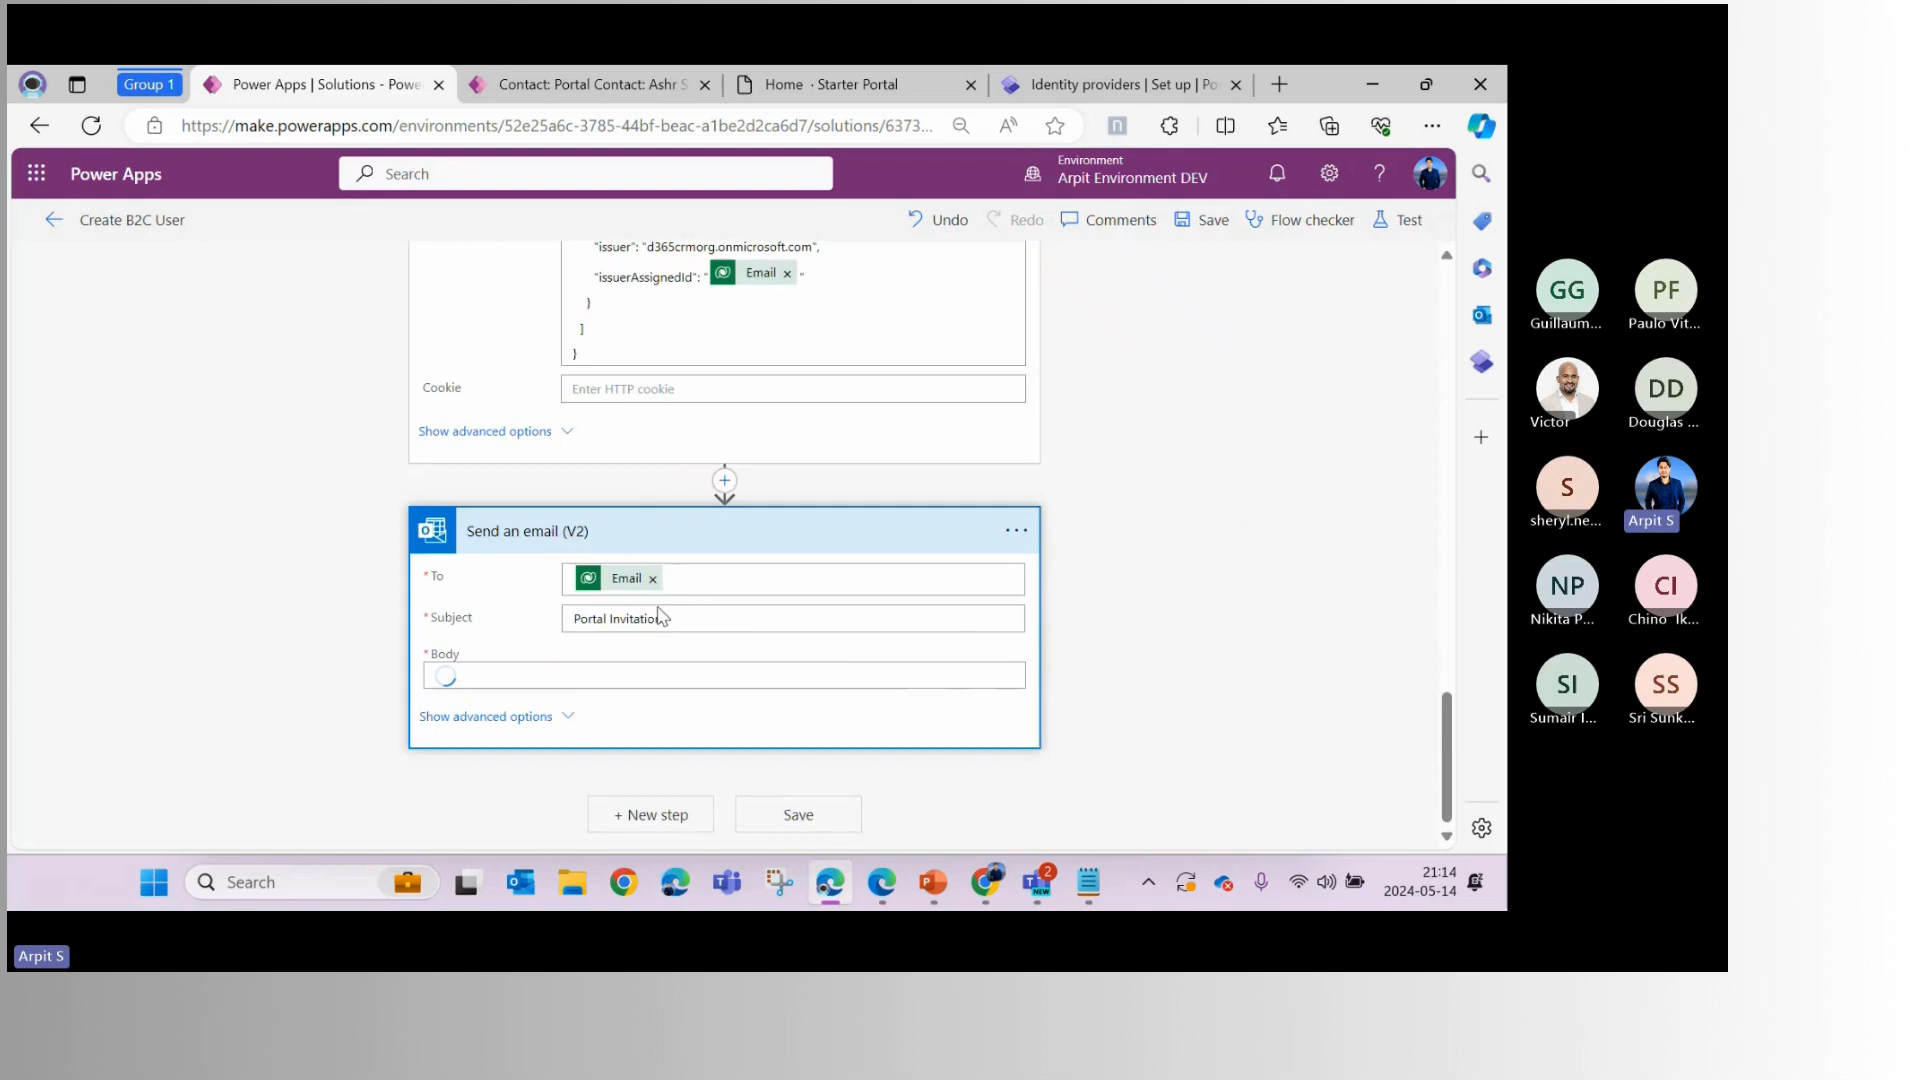 Group 1
Power Apps | Solutions - Powe
Contact: Portal Contact: Ashr S
Home · Starter Portal
Identity providers | Set up | Po
https://make.powerapps.com/environments/52e25a6c-3785-44bf-beac-a1be2d2ca6d7/solutions/6373...
Power Apps
Search
Environment
Arpit Environment DEV
Create B2C User
Undo
Redo
Comments
Save
Flow checker
Test
"issuer": "d365crmorg.onmicrosoft.com",
"issuerAssignedId": " Email × "
}
]
}
Cookie
Enter HTTP cookie
Show advanced options
Send an email (V2)
* To
Email ×
* Subject
Portal Invitation
* Body
Show advanced options
+ New step
Save
Search
2
NEW
21:14
2024-05-14
GG
Guillaum...
PF
Paulo Vit...
Victor
DD
Douglas ...
S
sheryl.ne...
Arpit S
NP
Nikita P...
CI
Chino Ik...
SI
Sumair I...
SS
Sri Sunk...
Arpit S